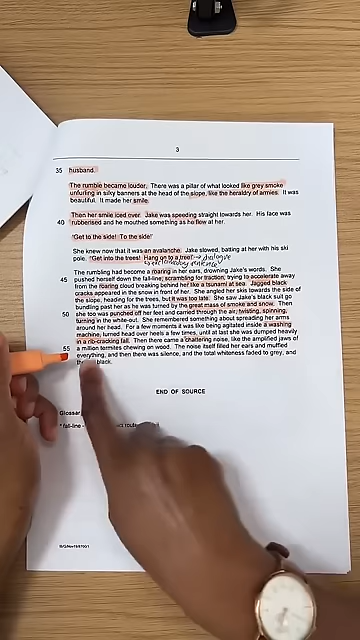 3
35 husband.
The rumble became louder. There was a pillar of what looked like grey smoke
unfurling in silky banners at the head of the slope, like the heraldry of armies. It was
beautiful. It made her smile.
Then her smile iced over. Jake was speeding straight towards her. His face was
40 rubberised and he mouthed something as he flew at her.
"Get to the side! To the side!"
She knew now that it was an avalanche. Jake slowed, batting at her with his ski
pole. "Get into the trees! Hang on to a tree!" → dialogue
The rumbling had become a roaring in her ears, drowning Jake's words. She
45 pushed herself down the fall-line*, scrambling for traction, trying to accelerate away
from the roaring cloud breaking behind her like a tsunami at sea. Jagged black
cracks appeared in the snow in front of her. She angled her skis towards the side of
the slope, heading for the trees, but it was too late. She saw Jake's black suit go
bundling past her as he was turned by the great mass of smoke and snow. Then
50 she too was punched off her feet and carried through the air, twisting, spinning,
turning in the white-out. She remembered something about spreading her arms
around her head. For a few moments it was like being agitated inside a washing
machine, turned head over heels a few times, until at last she was dumped heavily
in a rib-cracking fall. Then there came a chattering noise, like the amplified jaws of
55 a million termites chewing on wood. The noise itself filled her ears and muffled
everything, and then there was silence, and the total whiteness faded to grey, and
black.
END OF SOURCE
Glossar
* fall-line
IB/G/Nov19/8700/1